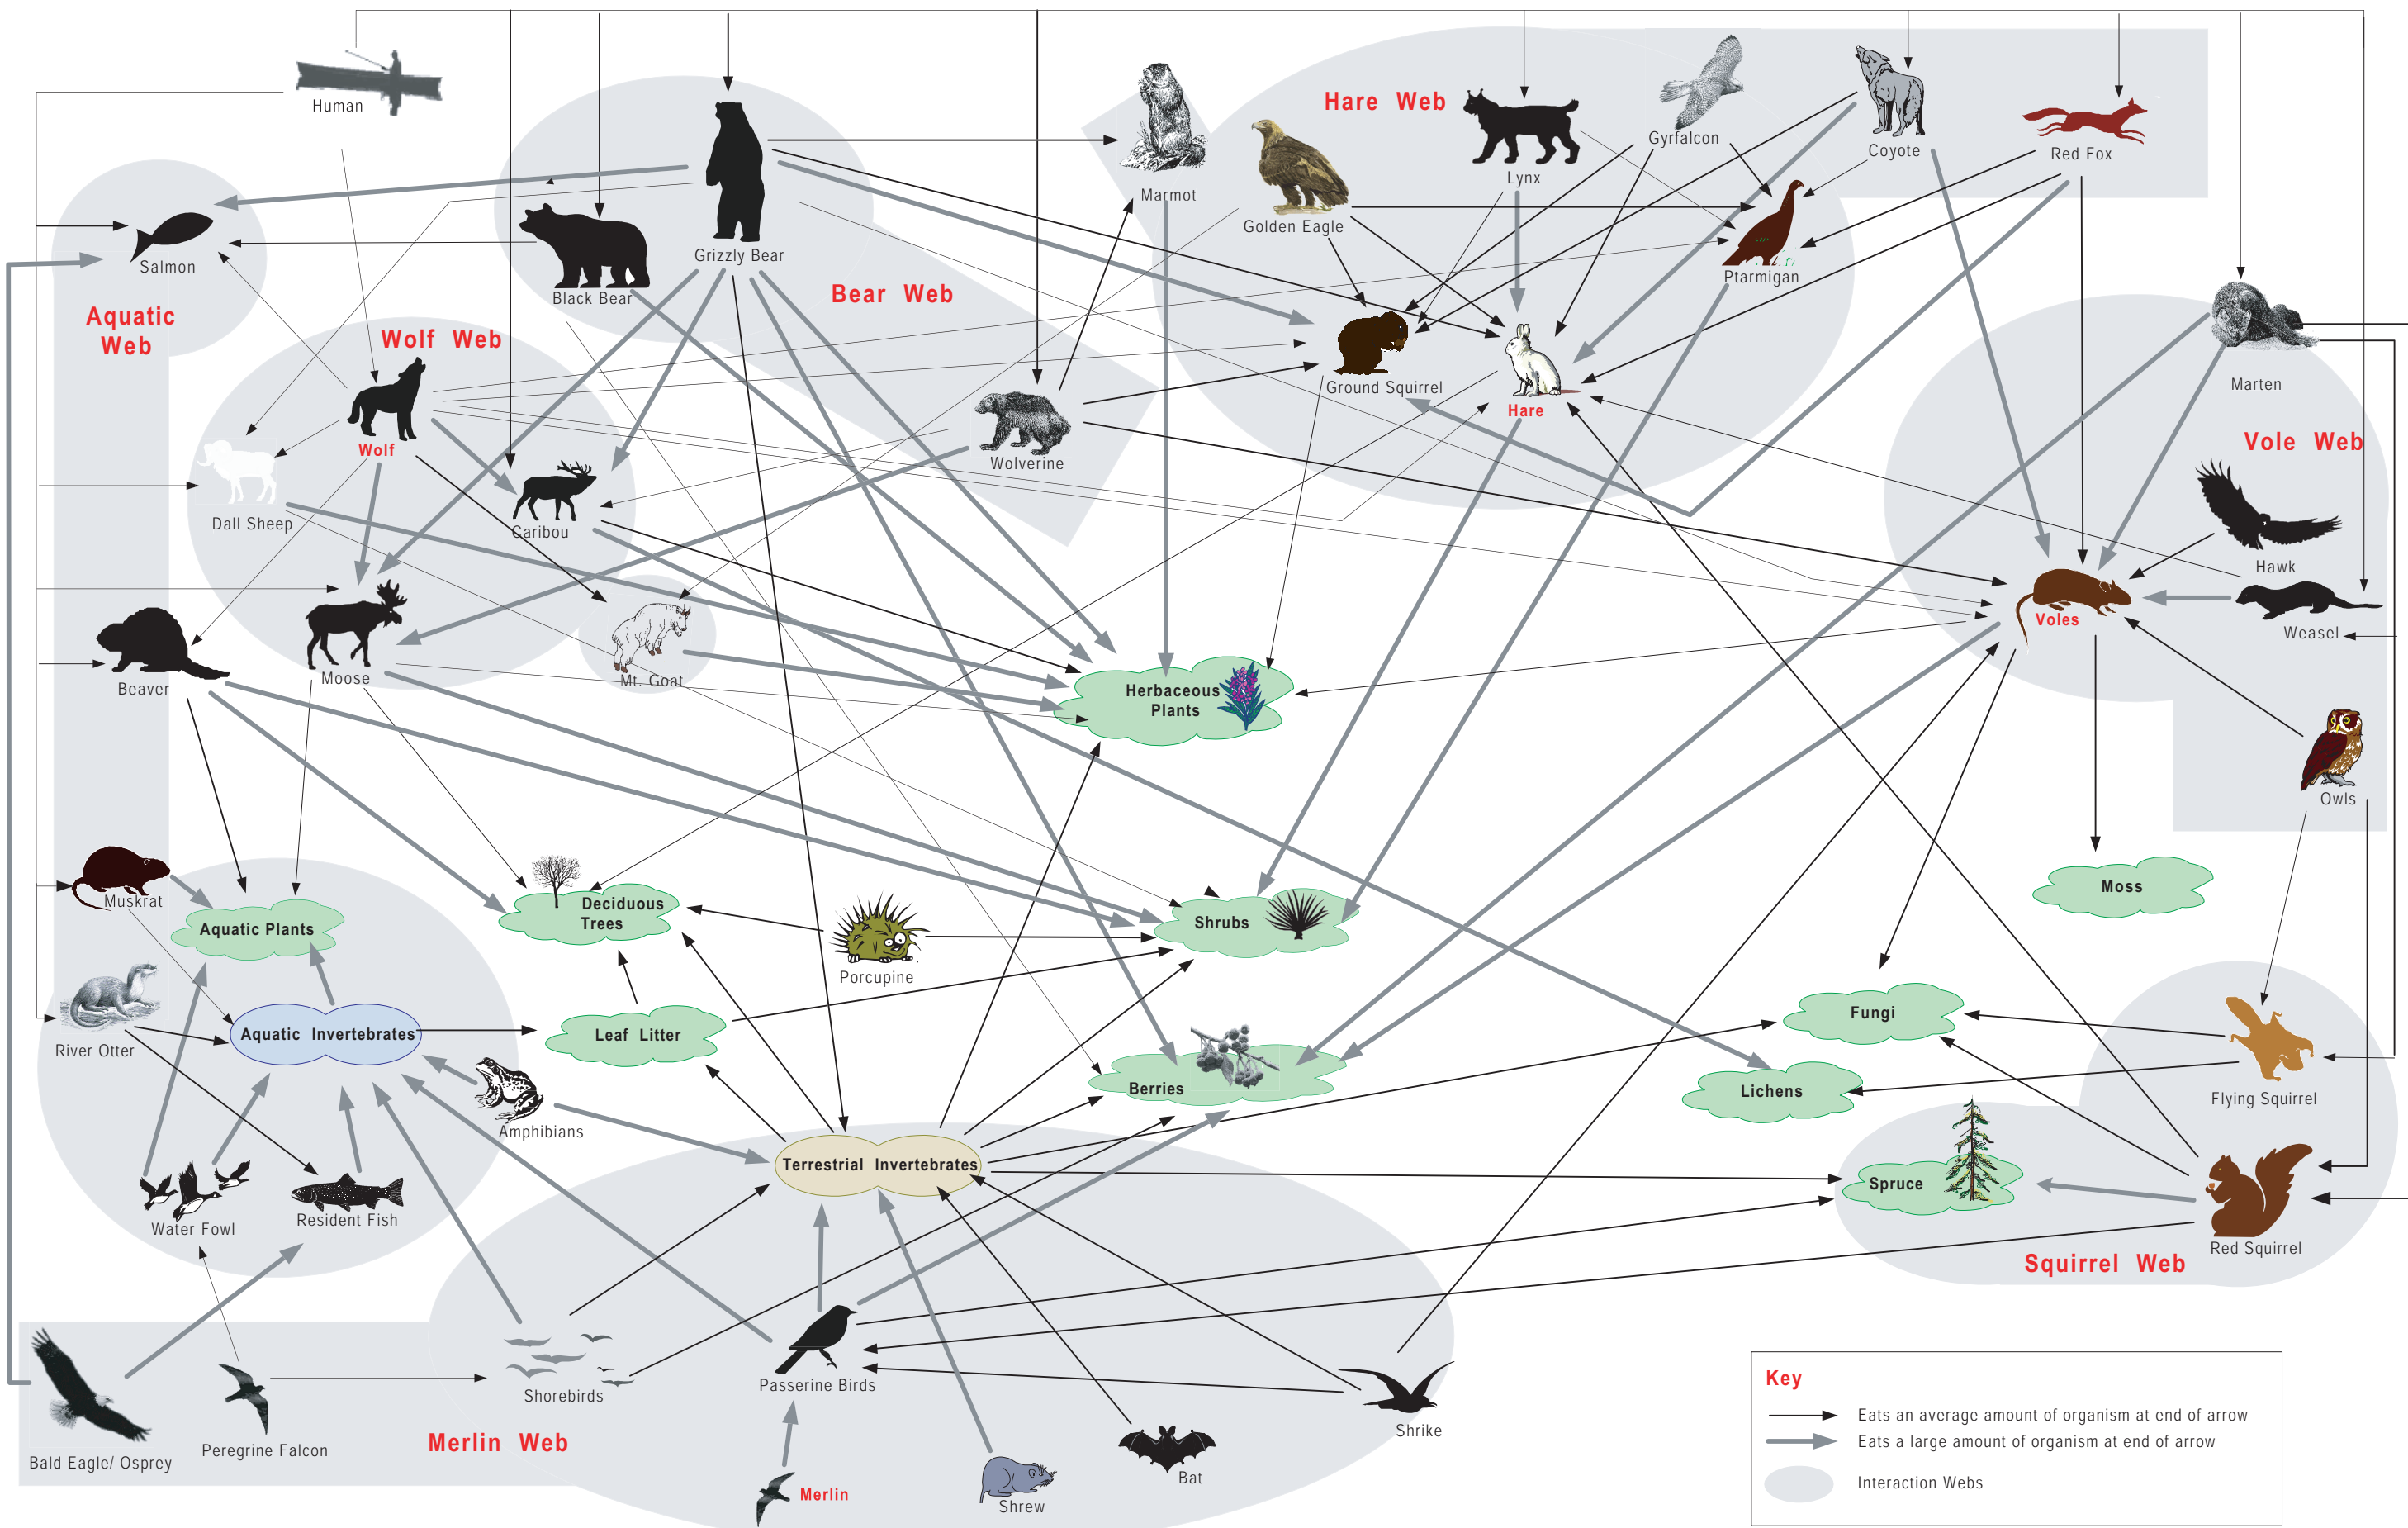 Human
Hare Web
Gyrfalcon
Coyote
Red Fox
Lynx
Marmot
Golden Eagle
Grizzly Bear
Salmon
Ptarmigan
Black Bear
Bear Web
Aquatic
Web
Wolf Web
Ground Squirrel
Marten
Hare
Vole Web
Wolf
Wolverine
Dall Sheep
Caribou
Hawk
Voles
Weasel
Beaver
Moose
Mt. Goat
Herbaceous
Plants
Owls
Muskrat
Moss
Deciduous
Trees
Shrubs
Aquatic Plants
Porcupine
Fungi
Aquatic Invertebrates
Leaf Litter
River Otter
Berries
Lichens
Flying Squirrel
Amphibians
Terrestrial Invertebrates
Spruce
Water Fowl
Resident Fish
Red Squirrel
Squirrel Web
Passerine Birds
Shorebirds
Shrike
Merlin Web
Peregrine Falcon
Bald Eagle/ Osprey
Bat
Merlin
Shrew
Key
Eats an average amount of organism at end of arrow
Eats a large amount of organism at end of arrow
Interaction Webs